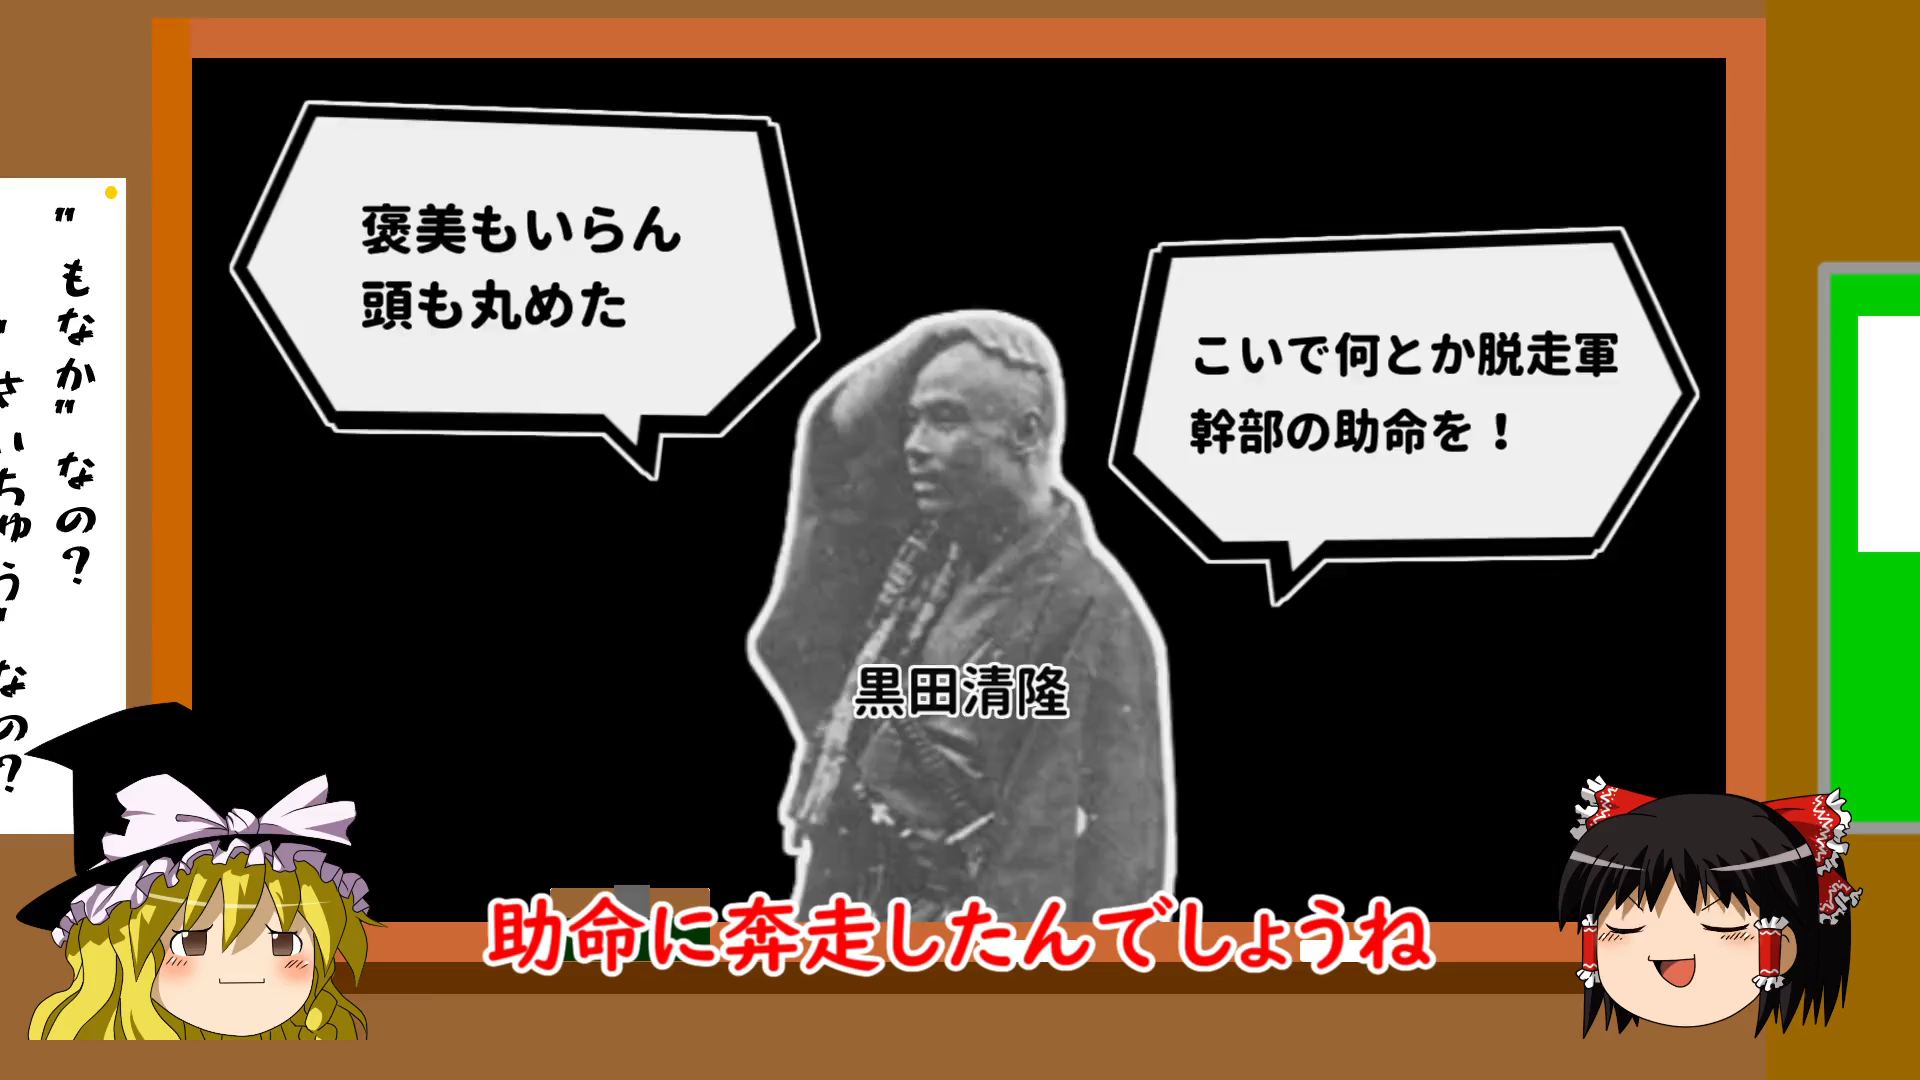 褒美もいらん
頭も丸めた
こいで何とか脱走軍
幹部の助命を！
黒田清隆
助命に奔走したんでしょうね
"もなか"なの？
"さいちゅう"なの？